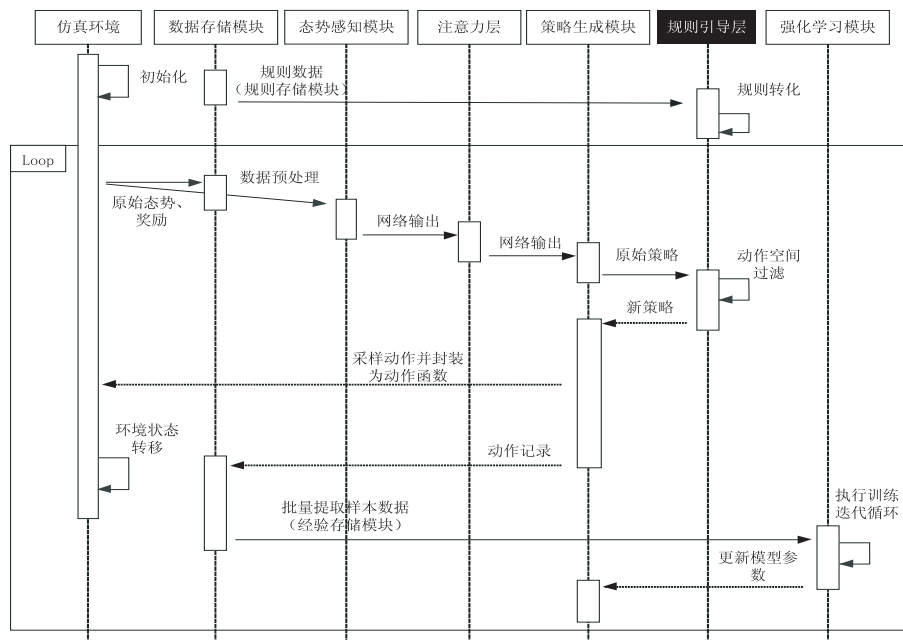 仿真环境
数据存储模块
态势感知模块
注意力层
策略生成模块
规则引导层
强化学习模块
初始化
规则数据
（规则存储模块）
规则转化
Loop
数据预处理
原始态势、
奖励
网络输出
网络输出
原始策略
动作空间
过滤
新策略
采样动作并封装
为动作函数
环境状态
转移
动作记录
批量提取样本数据
（经验存储模块）
执行训练
迭代循环
更新模型参
数